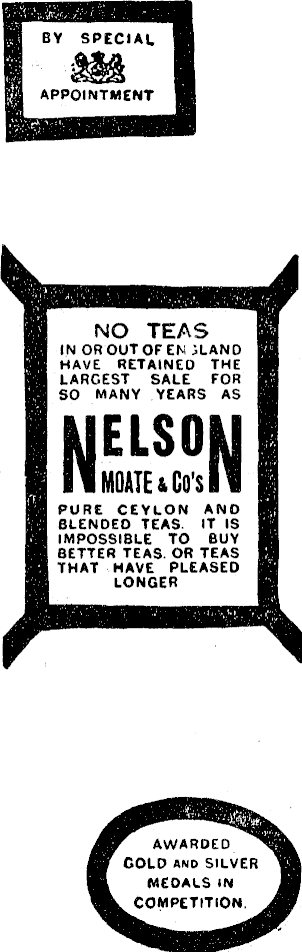 BY SPECIAL
APPOINTMENT
NO TEAS
IN OR OUT OF ENGLAND
HAVE RETAINED THE
LARGEST SALE FOR
SO MANY YEARS AS
NELSON
MOATE & Co's
PURE CEYLON AND
BLENDED TEAS. IT IS
IMPOSSIBLE TO BUY
BETTER TEAS. OR TEAS
THAT HAVE PLEASED
LONGER
AWARDED
GOLD AND SILVER
MEDALS IN
COMPETITION.